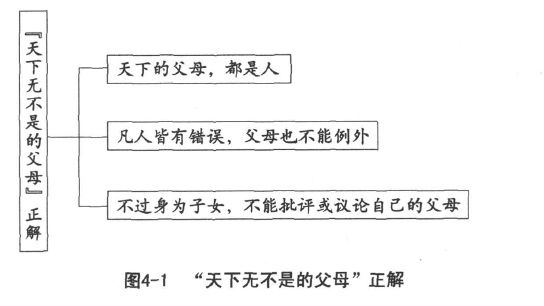 『天下无不是的父母』正解
天下的父母，都是人
凡人皆有错误，父母也不能例外
不过身为子女，不能批评或议论自己的父母
图4-1 “天下无不是的父母”正解